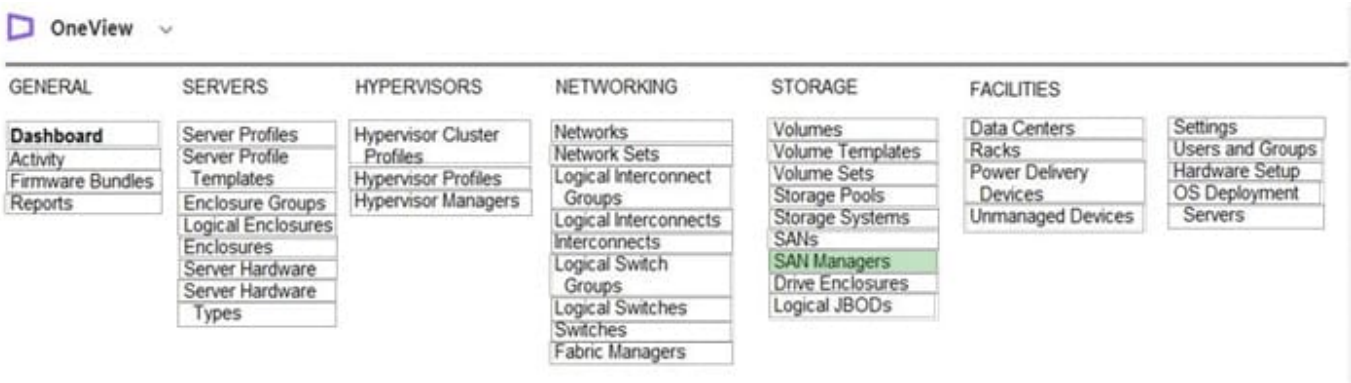 OneView
GENERAL
Dashboard
Activity
Firmware Bundles
Reports
SERVERS
Server Profiles
Server Profile
Templates
Enclosure Groups
Logical Enclosures
Enclosures
Server Hardware
Server Hardware
Types
HYPERVISORS
Hypervisor Cluster
Profiles
Hypervisor Profiles
Hypervisor Managers
NETWORKING
Networks
Network Sets
Logical Interconnect
Groups
Logical Interconnects
Interconnects
Logical Switch
Groups
Logical Switches
Switches
Fabric Managers
STORAGE
Volumes
Volume Templates
Volume Sets
Storage Pools
Storage Systems
SANs
SAN Managers
Drive Enclosures
Logical JBODs
FACILITIES
Data Centers
Racks
Power Delivery
Devices
Unmanaged Devices
Settings
Users and Groups
Hardware Setup
OS Deployment
Servers